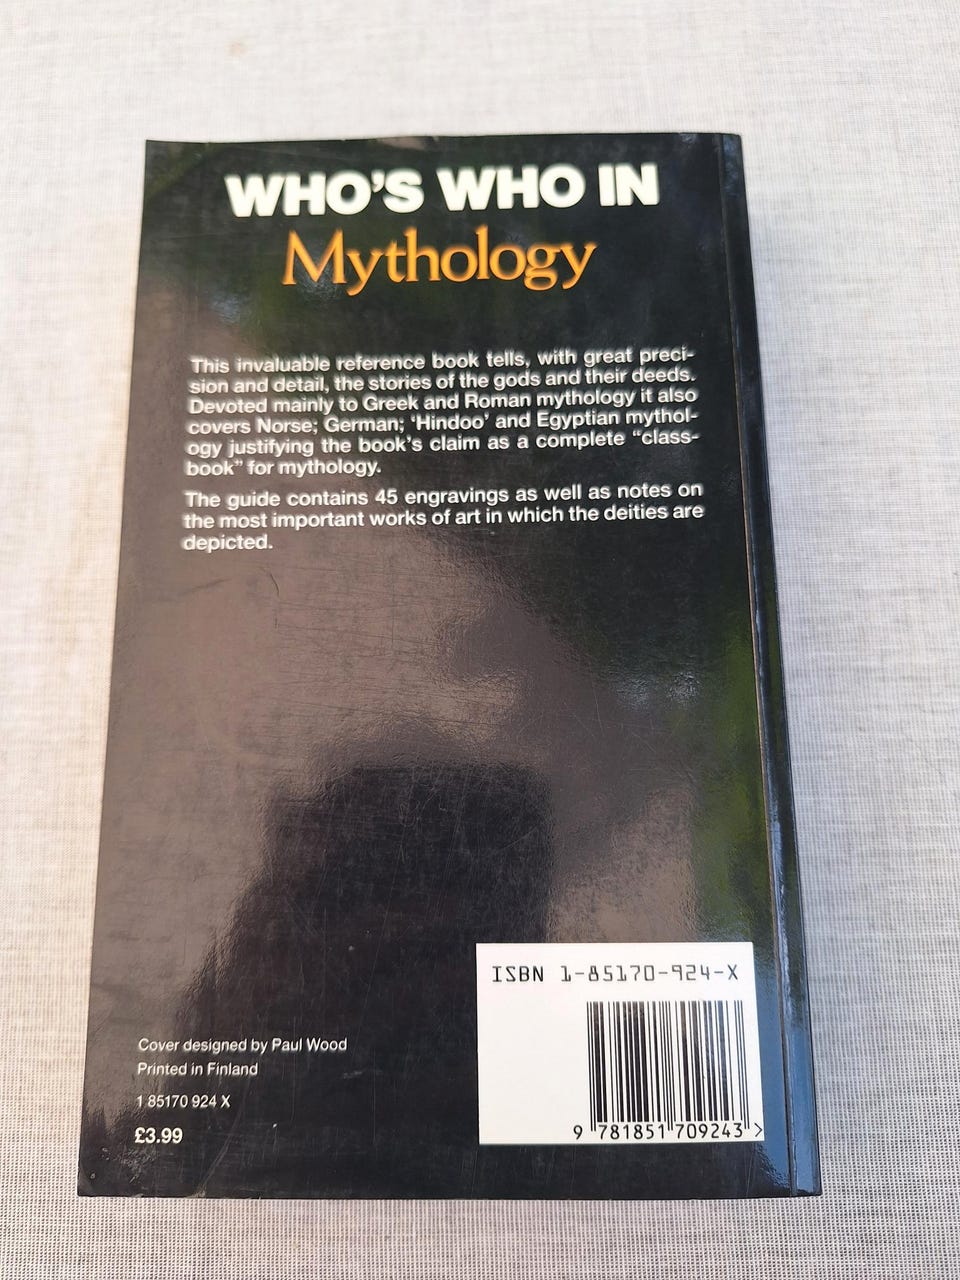 WHO'S WHO IN
Mythology
This invaluable reference book tells, with great preci-
sion and detail, the stories of the gods and their deeds.
Devoted mainly to Greek and Roman mythology it also
covers Norse; German; 'Hindoo' and Egyptian mythol-
ogy justifying the book's claim as a complete "class-
book" for mythology.
The guide contains 45 engravings as well as notes on
the most important works of art in which the deities are
depicted.
ISBN 1-85170-924-X
9 781851 709243 >
Cover designed by Paul Wood
Printed in Finland
1 85170 924 X
£3.99